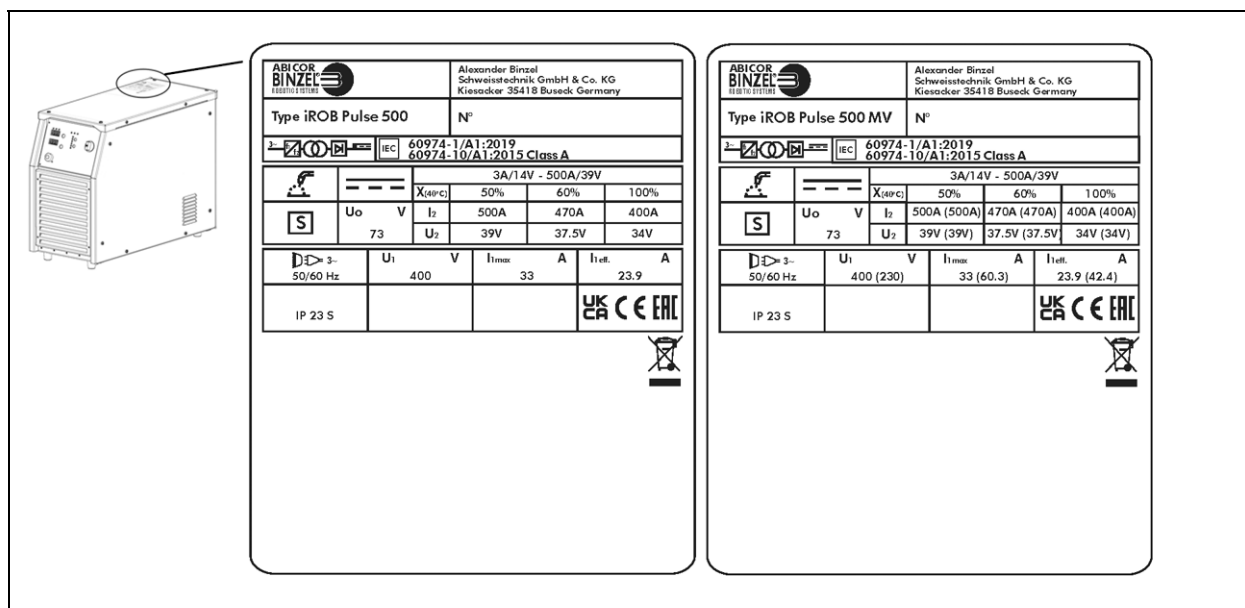 ABICOR
BINZEL
ROBOTIC SYSTEMS
Alexander Binzel
Schweisstechnik GmbH & Co. KG
Kiesacker 35418 Buseck Germany
Type iROB Pulse 500
N°
3~
IEC
60974-1/A1:2019
60974-10/A1:2015 Class A
3A/14V - 500A/39V
X(40°C) 50% 60% 100%
S
U0 V
73
I2 500A 470A 400A
U2 39V 37.5V 34V
3~
50/60 Hz
U1 V
400
I1max A
33
I1eff. A
23.9
IP 23 S
UK
CA CE EAC
ABICOR
BINZEL
ROBOTIC SYSTEMS
Alexander Binzel
Schweisstechnik GmbH & Co. KG
Kiesacker 35418 Buseck Germany
Type iROB Pulse 500 MV
N°
3~
IEC
60974-1/A1:2019
60974-10/A1:2015 Class A
3A/14V - 500A/39V
X(40°C) 50% 60% 100%
S
U0 V
73
I2 500A (500A) 470A (470A) 400A (400A)
U2 39V (39V) 37.5V (37.5V) 34V (34V)
3~
50/60 Hz
U1 V
400 (230)
I1max A
33 (60.3)
I1eff. A
23.9 (42.4)
IP 23 S
UK
CA CE EAC